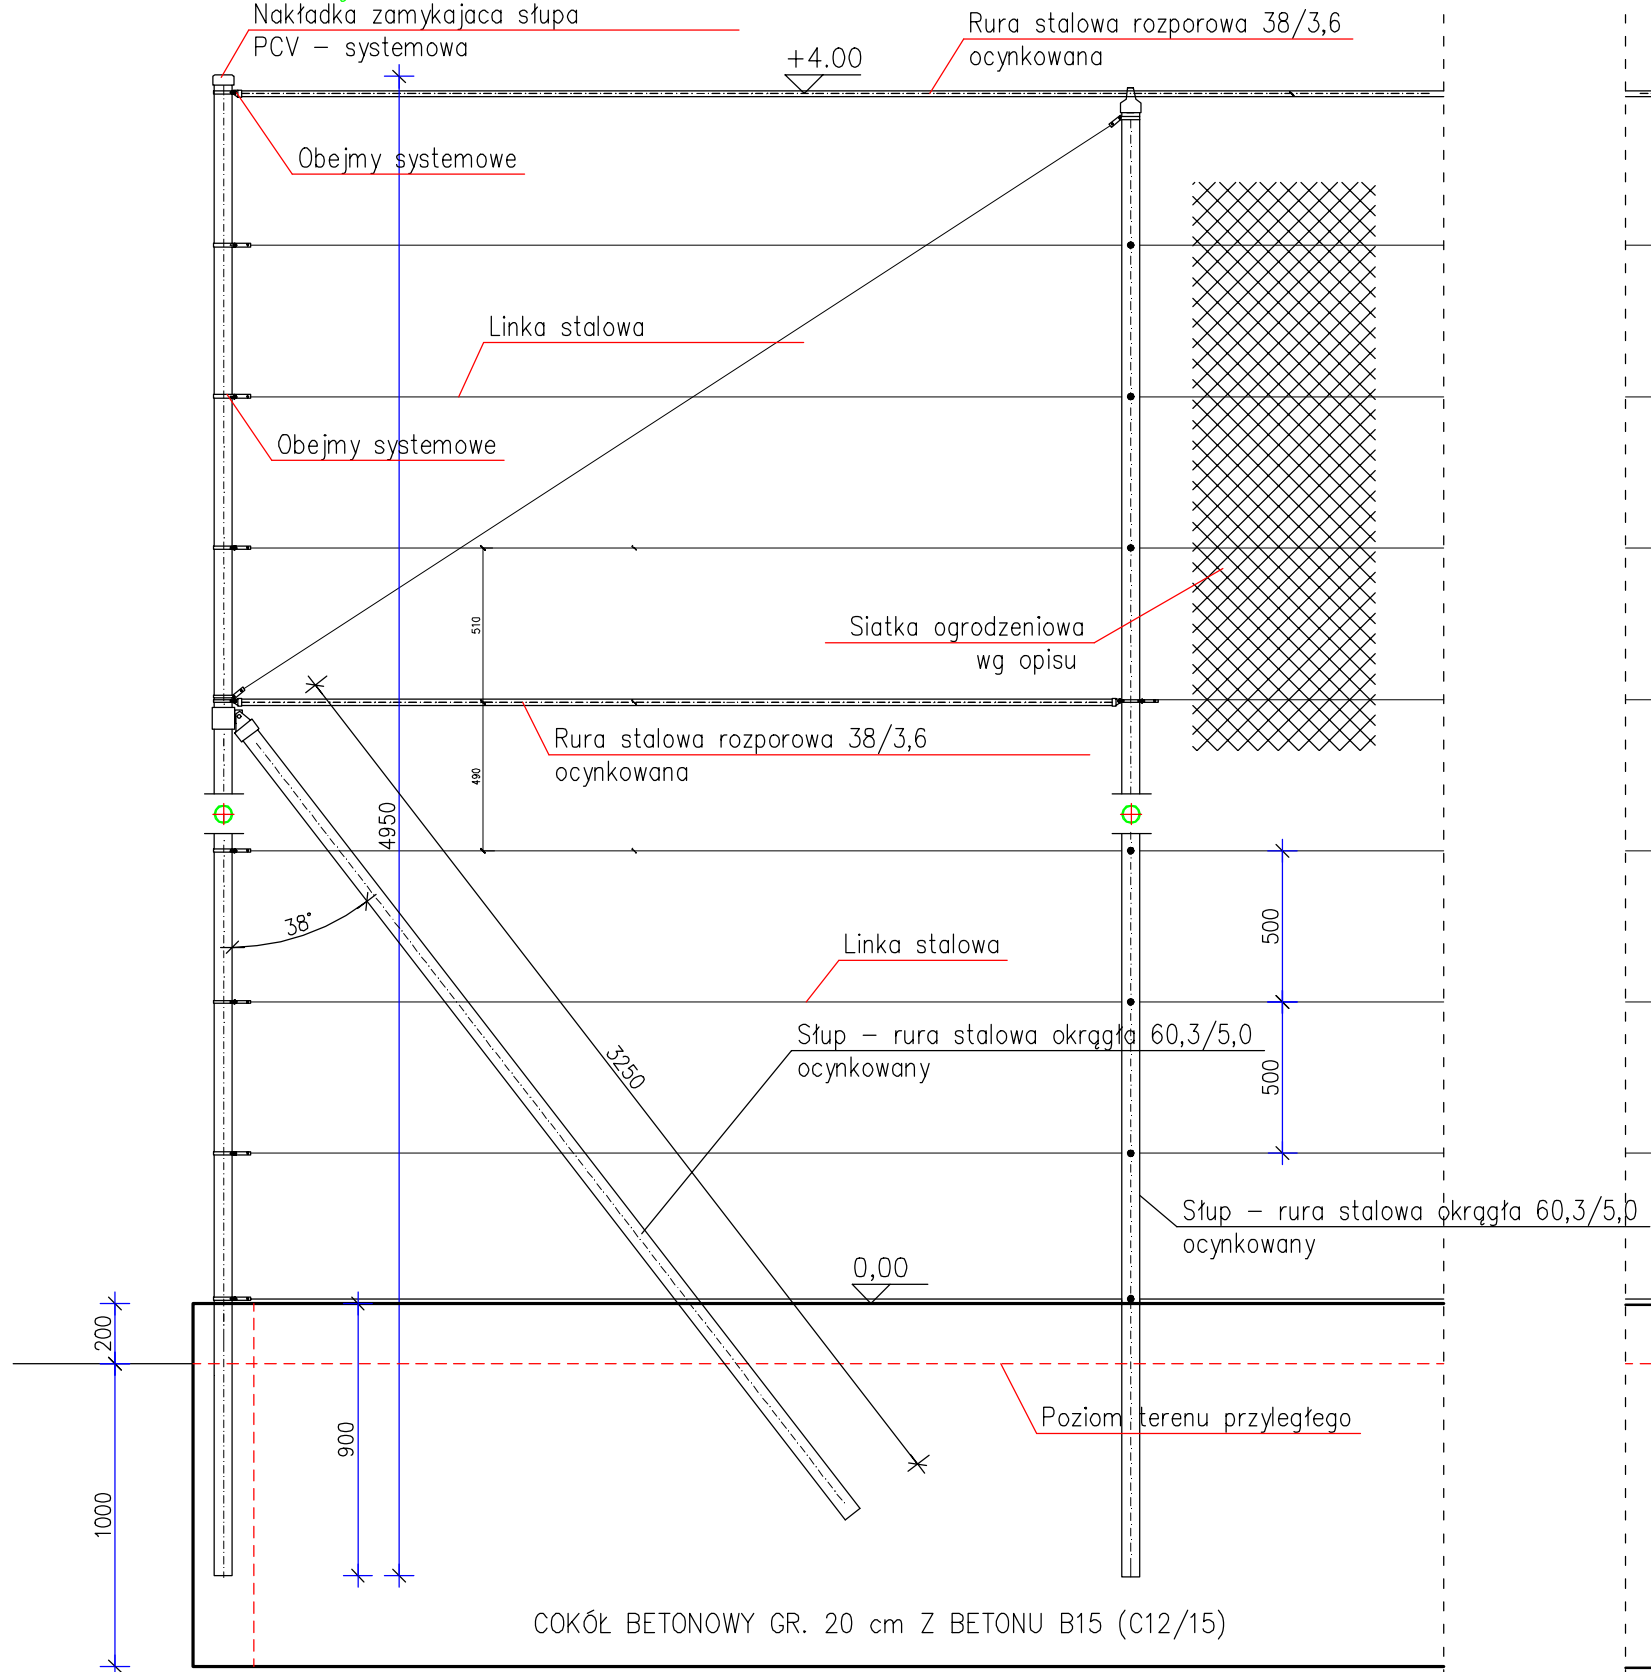 Nakładka zamykajaca słupa
PCV – systemowa
Rura stalowa rozporowa 38/3,6
ocynkowana
+4.00
Obejmy systemowe
Linka stalowa
Obejmy systemowe
510
Siatka ogrodzeniowa
wg opisu
Rura stalowa rozporowa 38/3,6
ocynkowana
490
4950
38°
500
Linka stalowa
Słup – rura stalowa okrągła 60,3/5,0
ocynkowany
3250
500
Słup – rura stalowa okrągła 60,3/5,0
ocynkowany
0,00
200
Poziom terenu przyległego
900
1000
COKÓŁ BETONOWY GR. 20 cm Z BETONU B15 (C12/15)